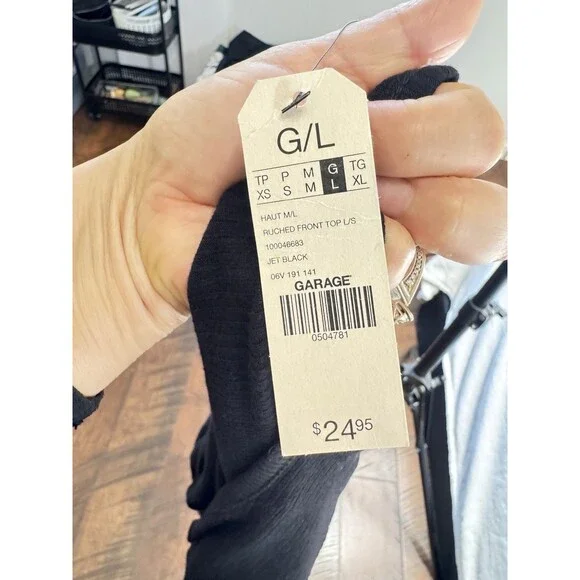 G/L
TP P M G TG
XS S M L XL
HAUT M/L
RUCHED FRONT TOP L/S
100046683
JET BLACK
06V 191 141
GARAGE
0504781
$24.95